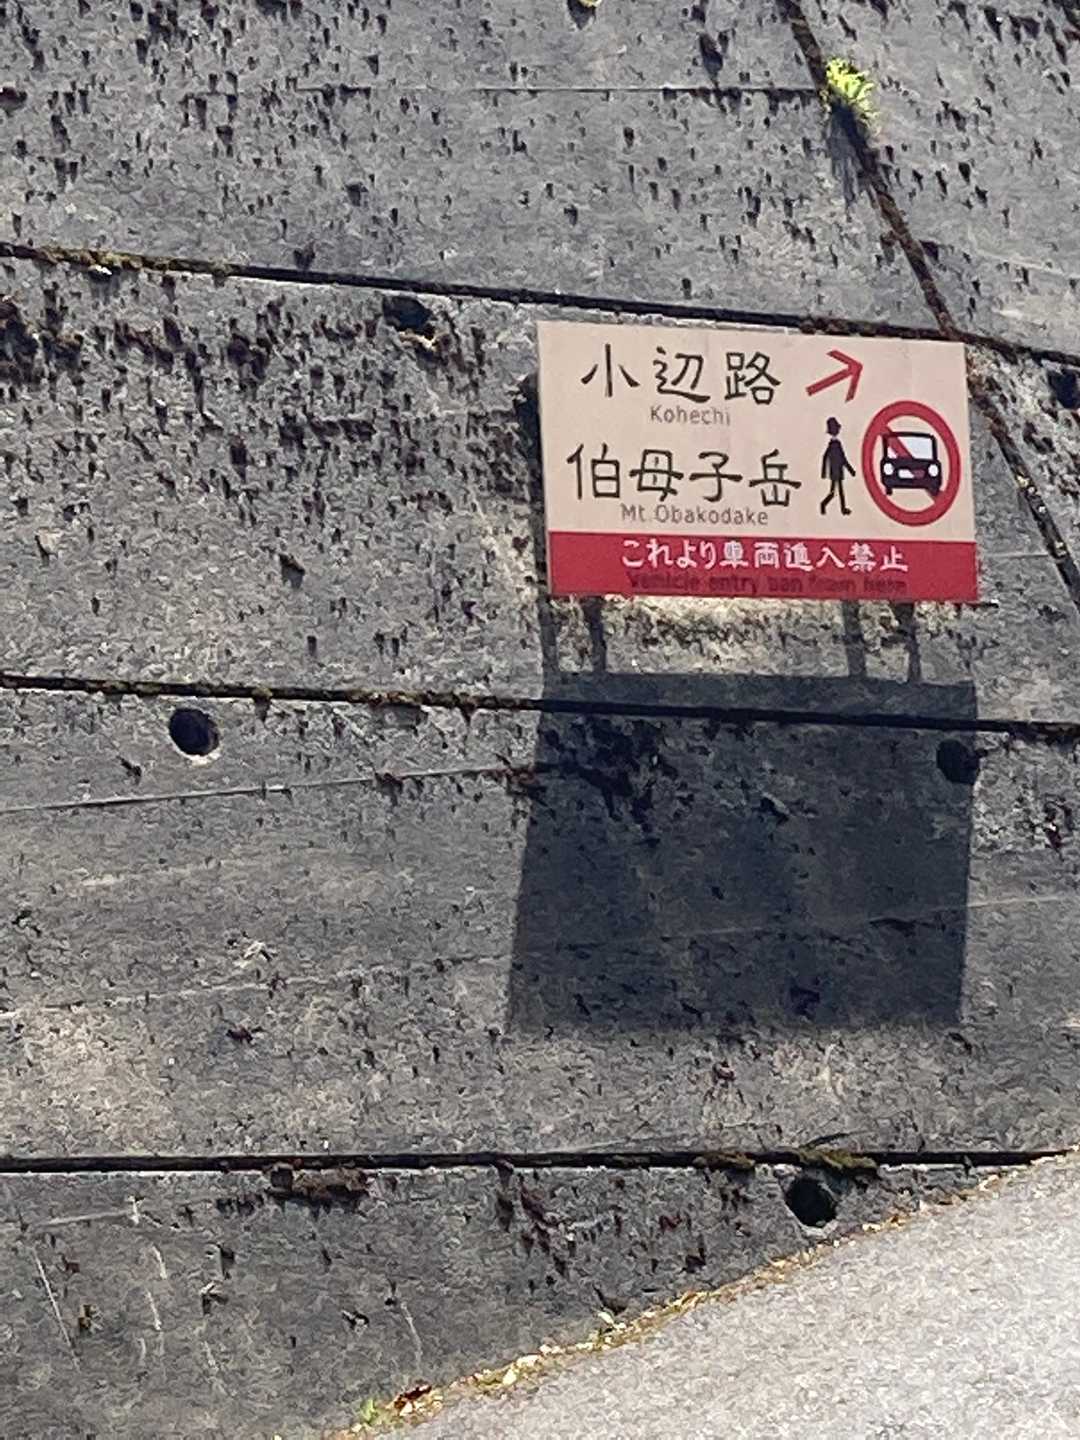 小辺路
Kohechi
伯母子岳
Mt.Obakodake
これより車両進入禁止
Vehicle entry ban from here